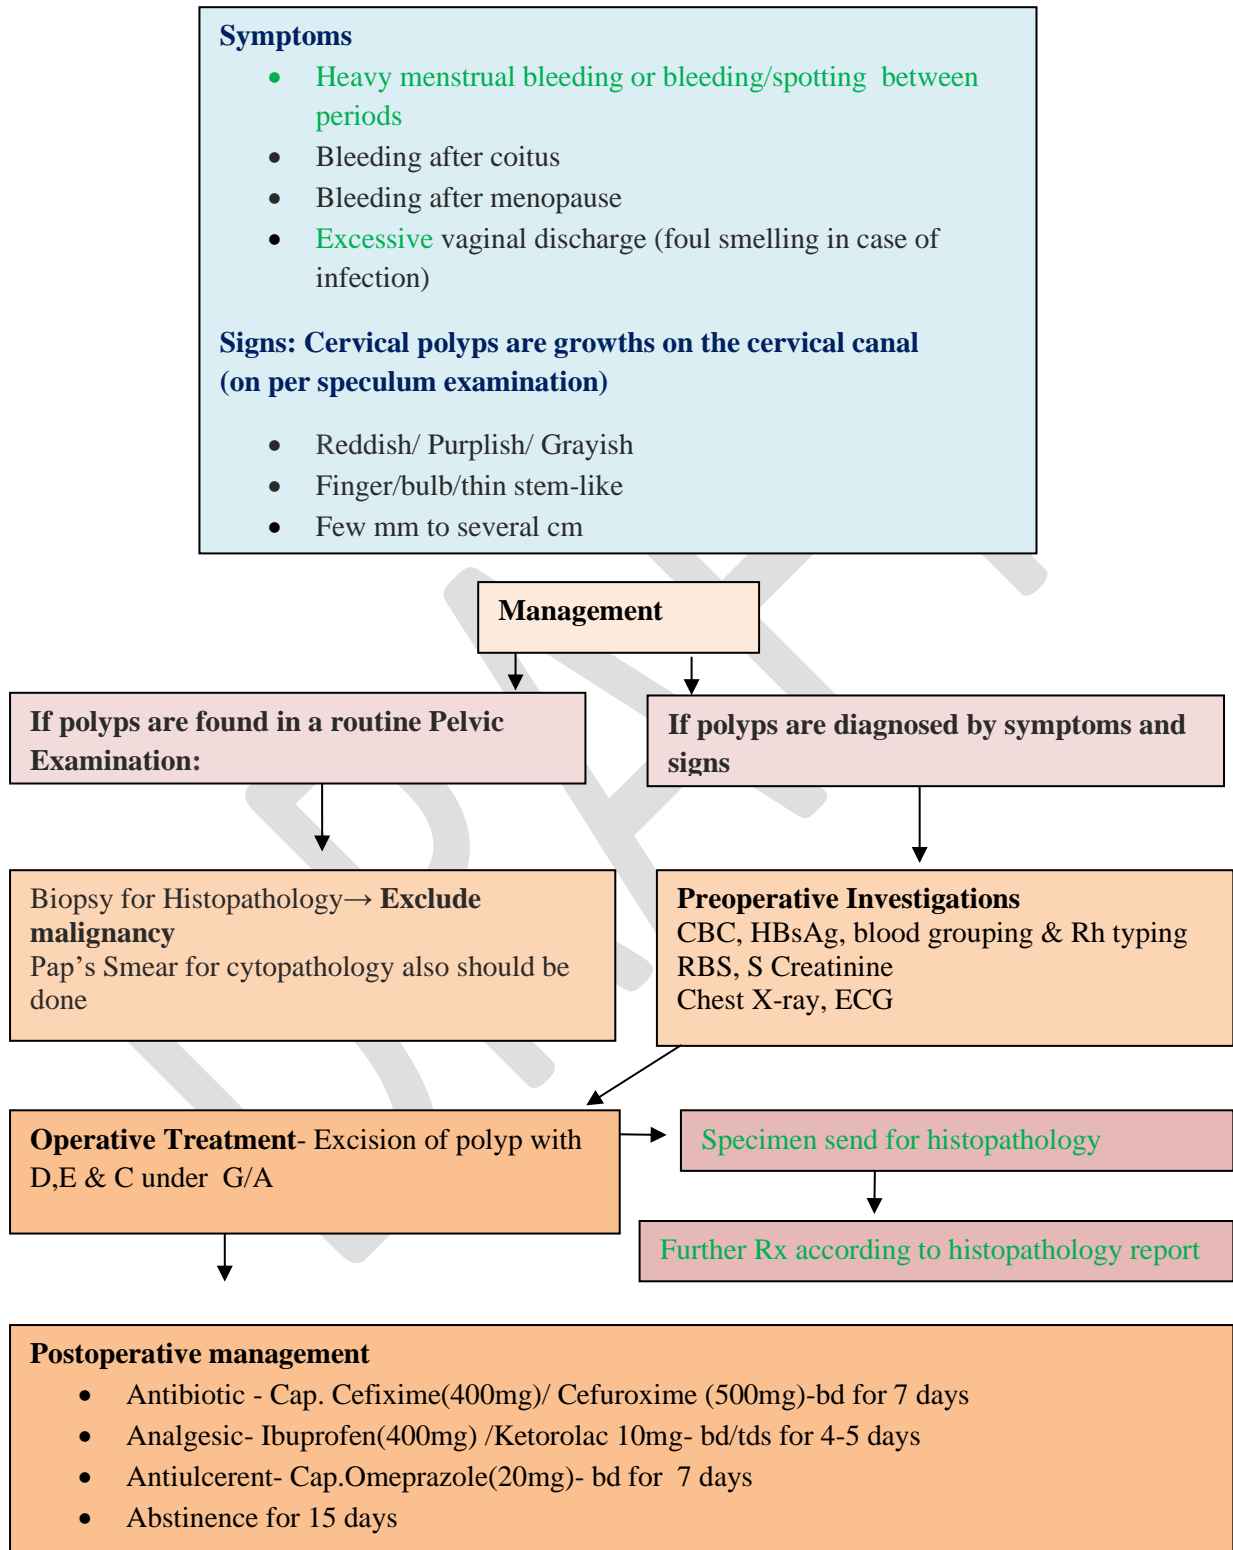 Symptoms
• Heavy menstrual bleeding or bleeding/spotting between
periods
• Bleeding after coitus
• Bleeding after menopause
• Excessive vaginal discharge (foul smelling in case of
infection)
Signs: Cervical polyps are growths on the cervical canal
(on per speculum examination)
• Reddish/ Purplish/ Grayish
• Finger/bulb/thin stem-like
• Few mm to several cm
Management
If polyps are found in a routine Pelvic
Examination:
If polyps are diagnosed by symptoms and
signs
Biopsy for Histopathology→ Exclude
malignancy
Pap’s Smear for cytopathology also should be
done
Preoperative Investigations
CBC, HBsAg, blood grouping & Rh typing
RBS, S Creatinine
Chest X-ray, ECG
Operative Treatment- Excision of polyp with
D,E & C under G/A
Specimen send for histopathology
Further Rx according to histopathology report
Postoperative management
• Antibiotic - Cap. Cefixime(400mg)/ Cefuroxime (500mg)-bd for 7 days
• Analgesic- Ibuprofen(400mg) /Ketorolac 10mg- bd/tds for 4-5 days
• Antiulcerent- Cap.Omeprazole(20mg)- bd for 7 days
• Abstinence for 15 days
DRAFT